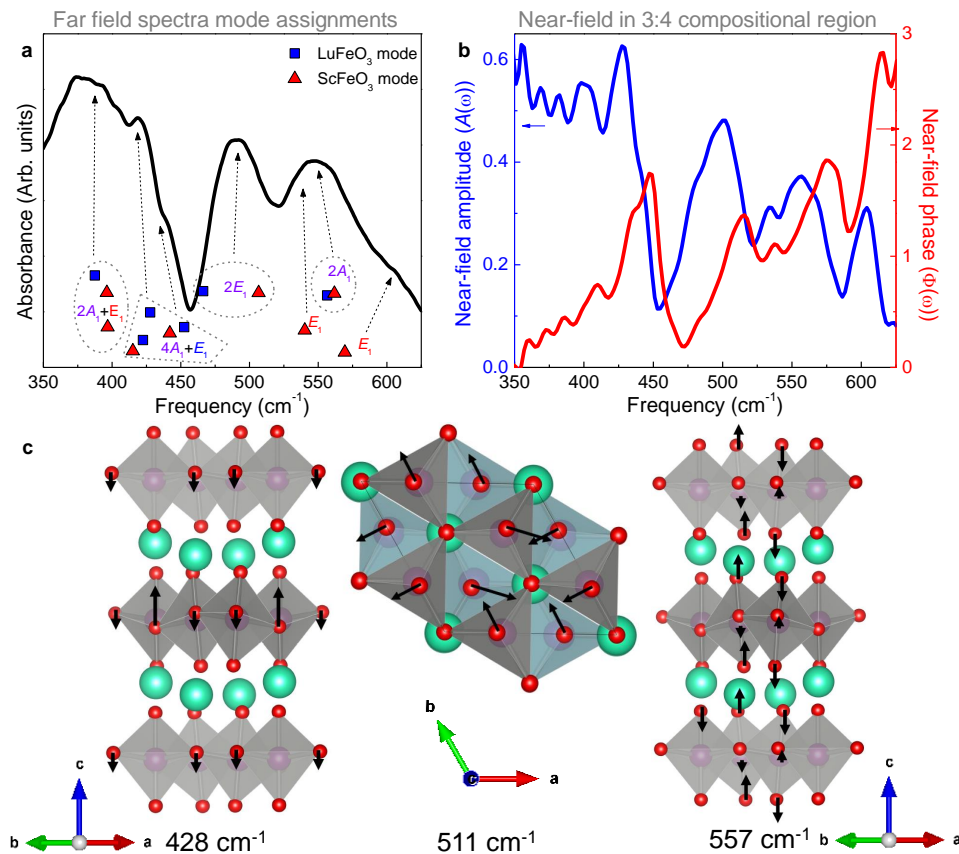 Far field spectra mode assignments
Near-field in 3:4 compositional region
a
LuFeO₃ mode
ScFeO₃ mode
Absorbance (Arb. units)
2A₁+E₁
4A₁+E₁
2E₁
2A₁
E₁
E₁
350 400 450 500 550 600
Frequency (cm⁻¹)
b
Near-field amplitude (A(ω))
0.6
0.4
0.2
0.0
Near-field phase (Φ(ω))
3
2
1
0
350 400 450 500 550 600
Frequency (cm⁻¹)
c
c
b a
428 cm⁻¹
b
c a
511 cm⁻¹
557 cm⁻¹
c
b a